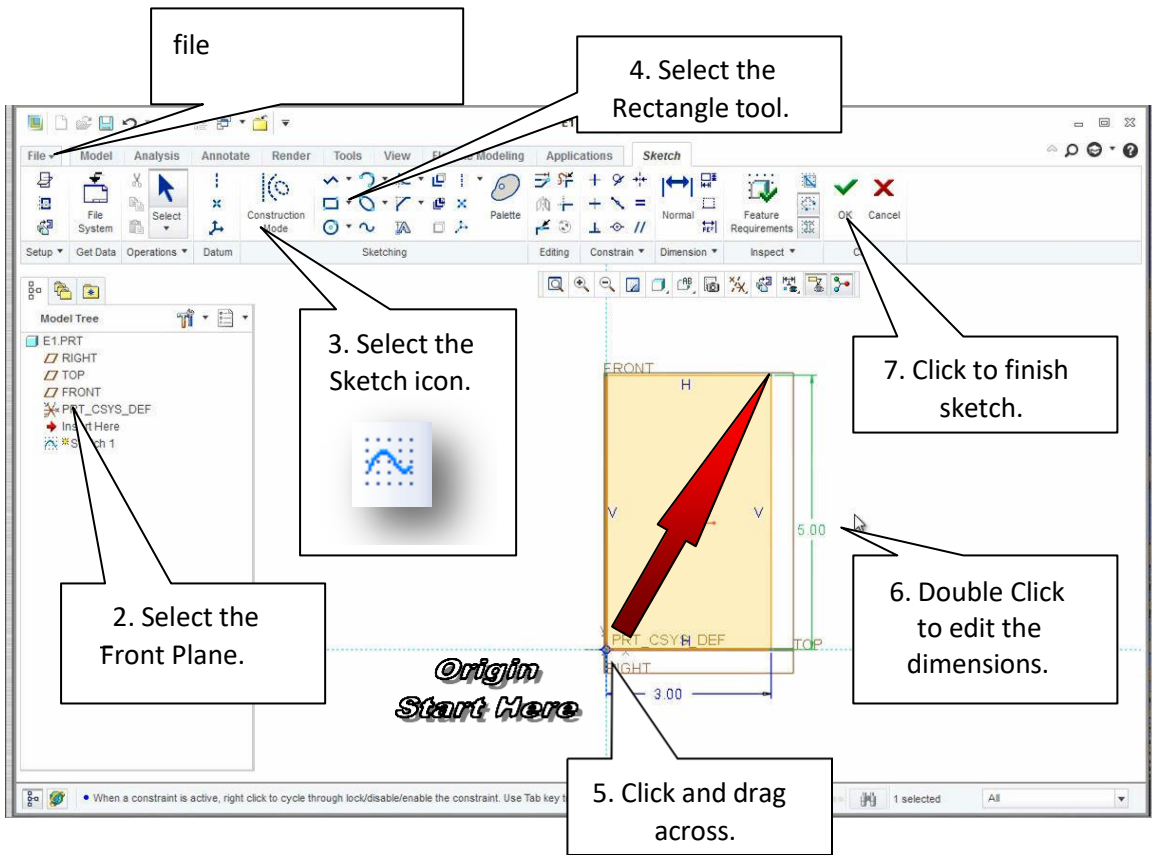 file
4. Select the
Rectangle tool.
File Model Analysis Annotate Render Tools View Modeling Applications Sketch
File
System
Select
Construction
Mode
Palette
Normal
Feature
Requirements
OK Cancel
Setup Get Data Operations Datum Sketching Editing Constrain Dimension Inspect
Model Tree
E1.PRT
RIGHT
TOP
FRONT
PRT_CSYS_DEF
Insert Here
3. Select the
Sketch icon.
7. Click to finish
sketch.
2. Select the
Front Plane.
6. Double Click
to edit the
dimensions.
FRONT
H
V V
5.00
PRT_CSYS_DEF
H
TOP
RIGHT
3.00
Origin
Start Here
5. Click and drag
across.
• When a constraint is active, right click to cycle through lock/disable/enable the constraint. Use Tab key
1 selected All